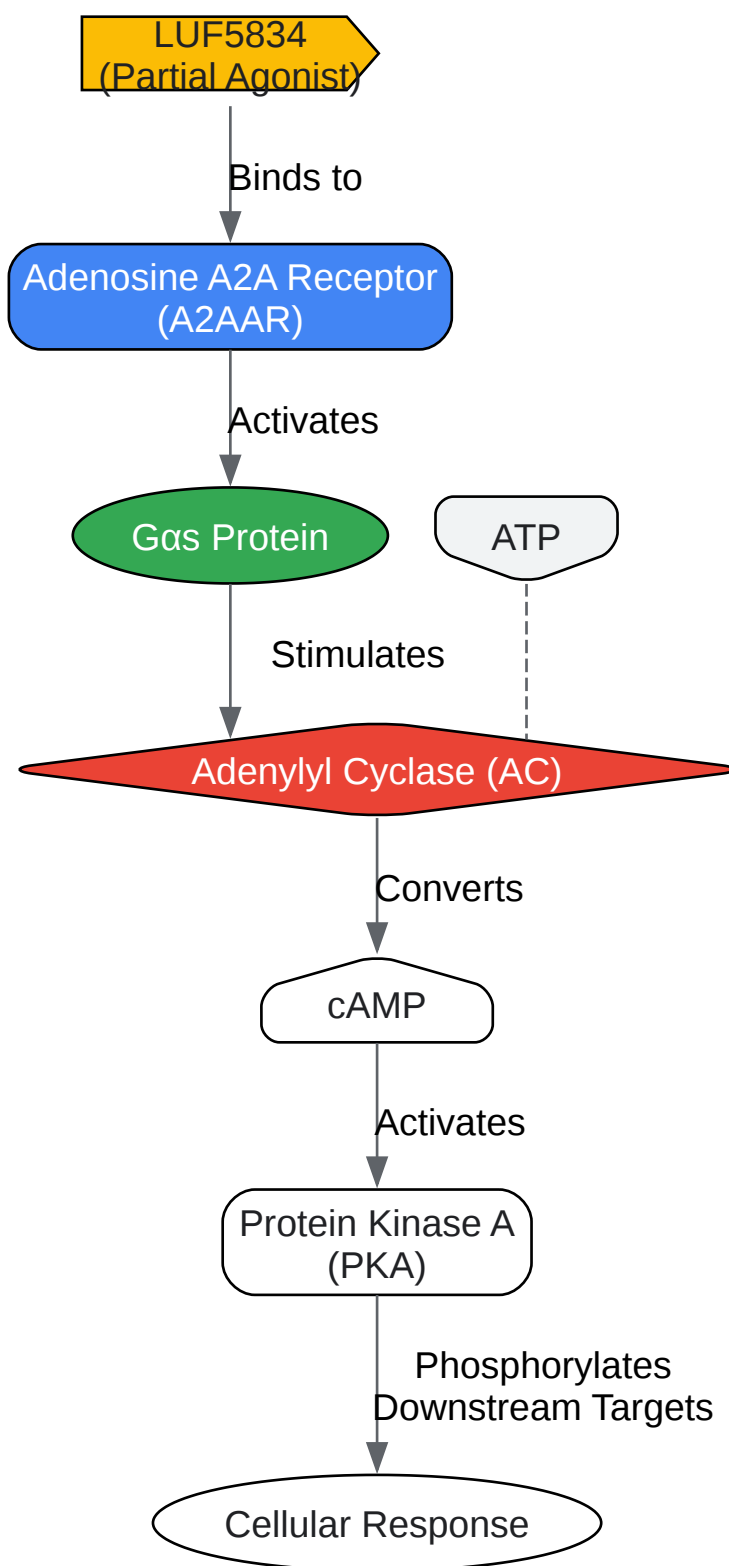 LUF5834
(Partial Agonist)
Binds to
Adenosine A2A Receptor
(A2AAR)
Activates
Gαs Protein
ATP
Stimulates
Adenylyl Cyclase (AC)
Converts
cAMP
Activates
Protein Kinase A
(PKA)
Phosphorylates
Downstream Targets
Cellular Response